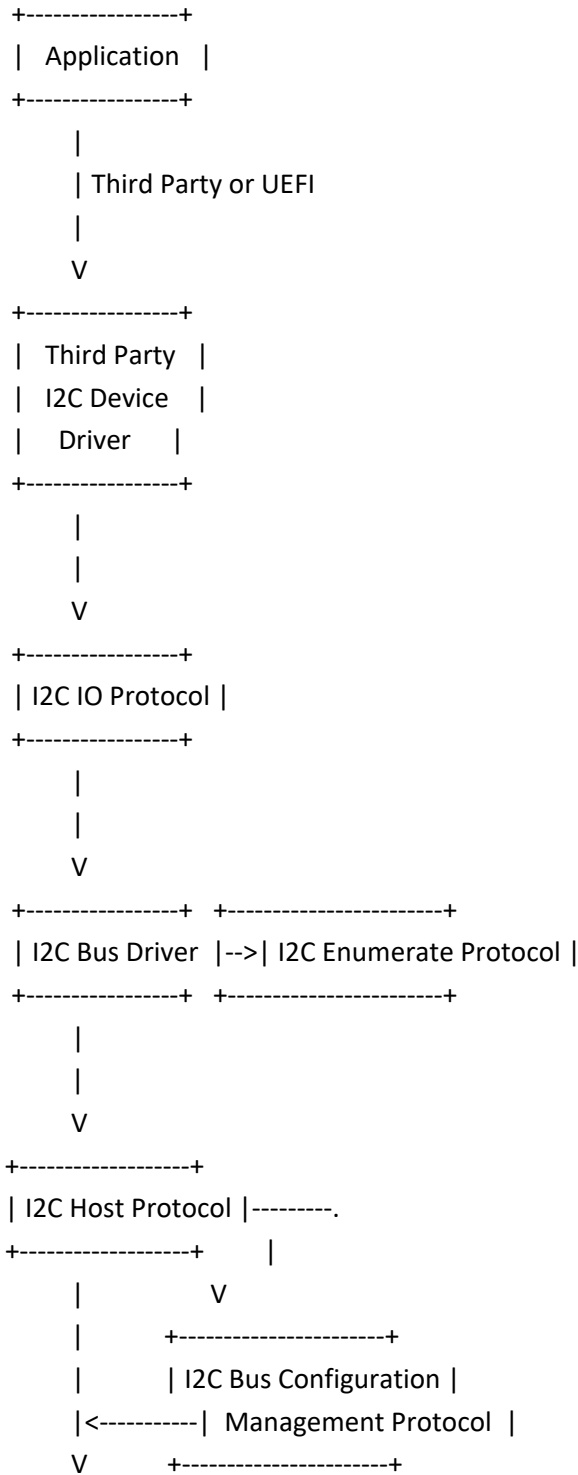 +-----------------+
|   Application   |
+-----------------+
|
| Third Party or UEFI
|
V
+-----------------+
|   Third Party   |
|   I2C Device    |
|     Driver      |
+-----------------+
|
|
V
+-----------------+
| I2C IO Protocol |
+-----------------+
|
|
V
+-----------------+   +------------------------+
| I2C Bus Driver  |-->| I2C Enumerate Protocol |
+-----------------+   +------------------------+
|
|
V
+-------------------+
| I2C Host Protocol |---------.
+-------------------+         |
|                 V
|          +-----------------------+
|          | I2C Bus Configuration |
|<-----------|  Management Protocol  |
V          +-----------------------+